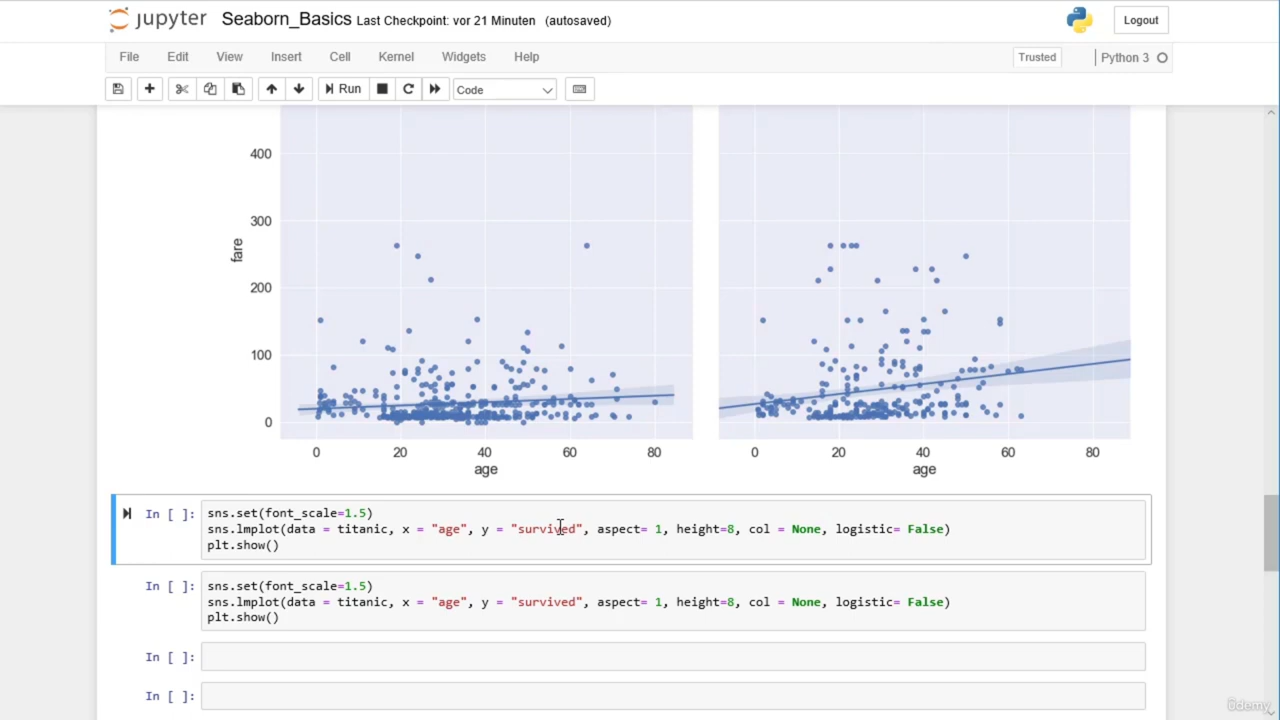 jupyter Seaborn_Basics Last Checkpoint: vor 21 Minuten (autosaved)
Logout
File Edit View Insert Cell Kernel Widgets Help
Trusted Python 3
Run Code
400
300
200
100
0
fare
0 20 40 60 80
age
0 20 40 60 80
age
In [ ]: sns.set(font_scale=1.5)
sns.lmplot(data = titanic, x = "age", y = "survived", aspect= 1, height=8, col = None, logistic= False)
plt.show()
In [ ]: sns.set(font_scale=1.5)
sns.lmplot(data = titanic, x = "age", y = "survived", aspect= 1, height=8, col = None, logistic= False)
plt.show()
In [ ]:
In [ ]:
ûdemy